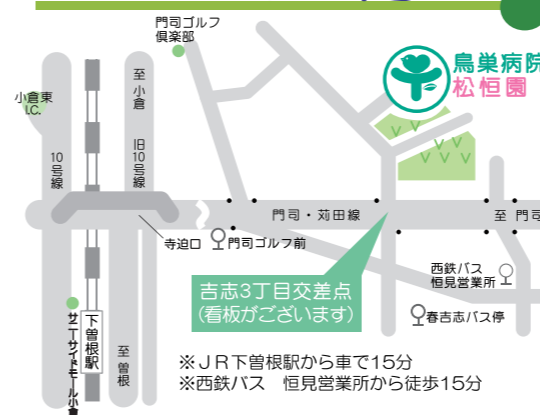 門司ゴルフ
倶楽部
鳥巣病院
松恒園
小倉東
I.C.
至小倉
10号線
旧10号線
門司・苅田線
至 門司
寺迫口
門司ゴルフ前
吉志3丁目交差点
(看板がございます)
西鉄バス
恒見営業所
春吉志バス停
サニーサイドモール小倉
下曽根駅
至曽根
※JR下曽根駅から車で15分
※西鉄バス 恒見営業所から徒歩15分